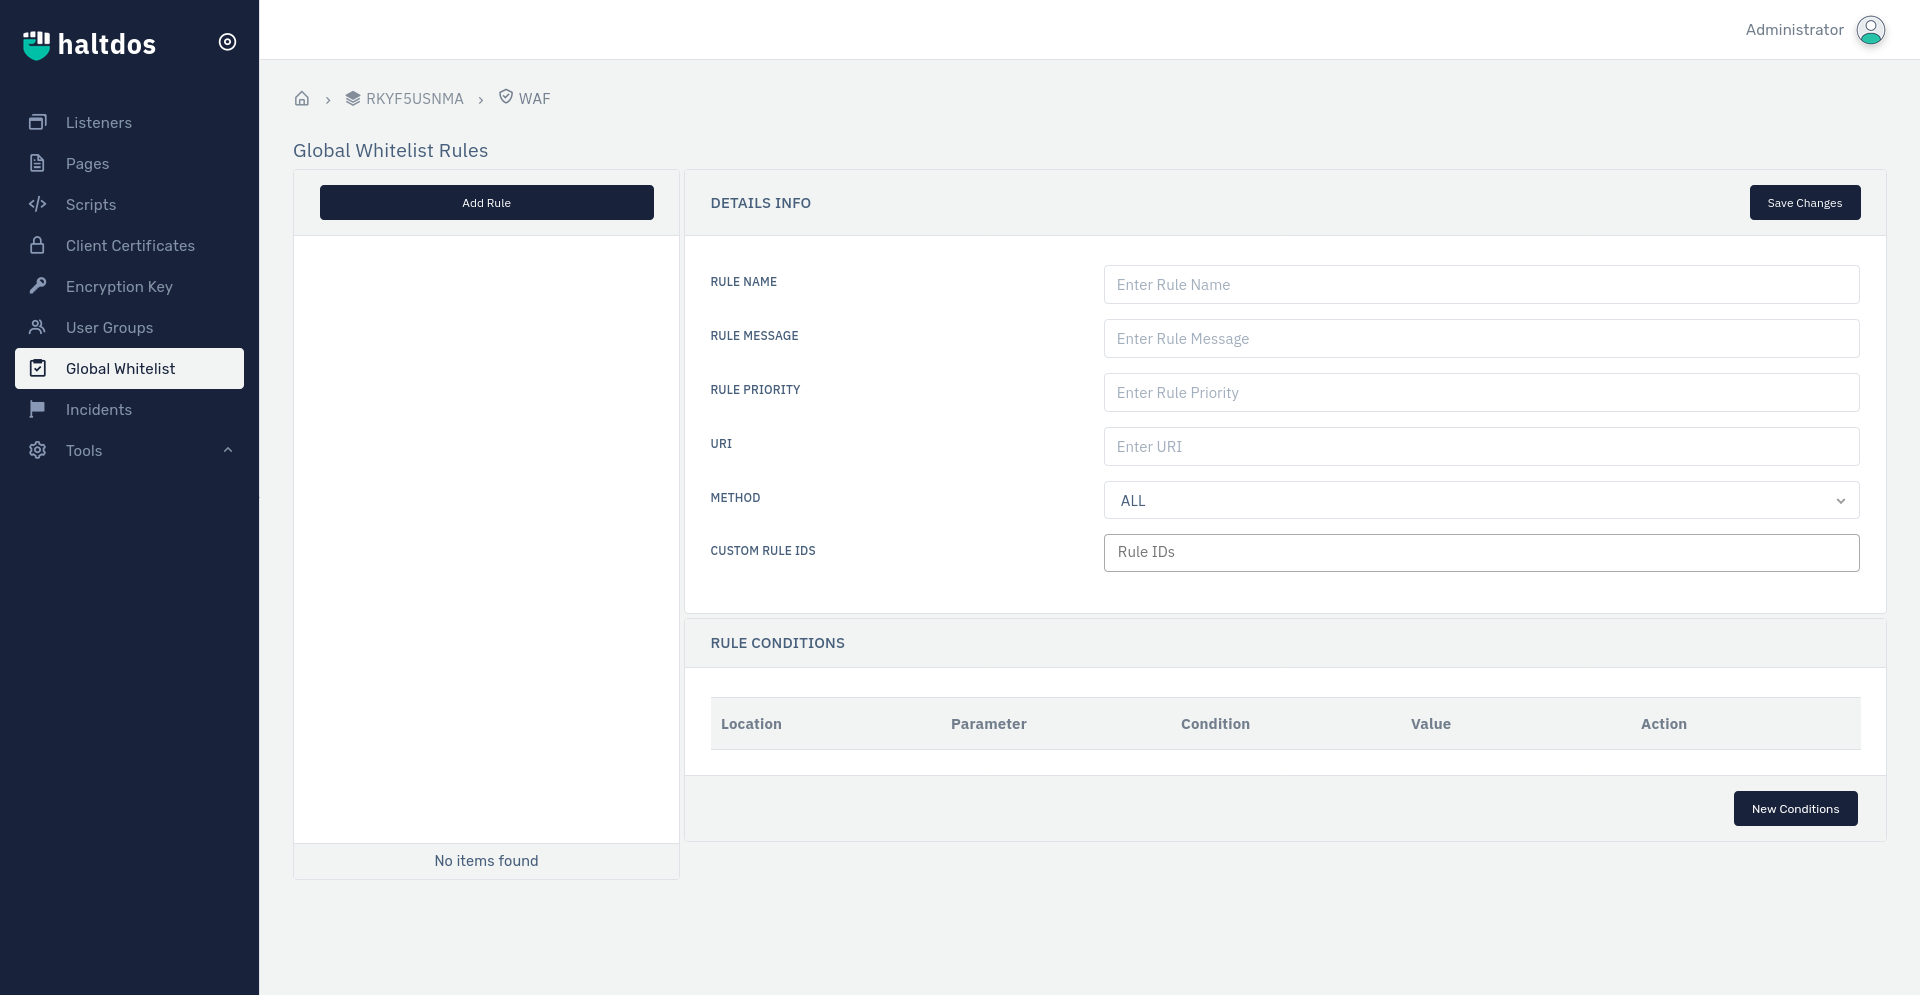 haltdos
Administrator
Listeners
Pages
Scripts
Client Certificates
Encryption Key
User Groups
Global Whitelist
Incidents
Tools
RKYF5USNMA
WAF
Global Whitelist Rules
Add Rule
No items found
DETAILS INFO
Save Changes
RULE NAME
Enter Rule Name
RULE MESSAGE
Enter Rule Message
RULE PRIORITY
Enter Rule Priority
URI
Enter URI
METHOD
ALL
CUSTOM RULE IDS
Rule IDs
RULE CONDITIONS
Location Parameter Condition Value Action
New Conditions